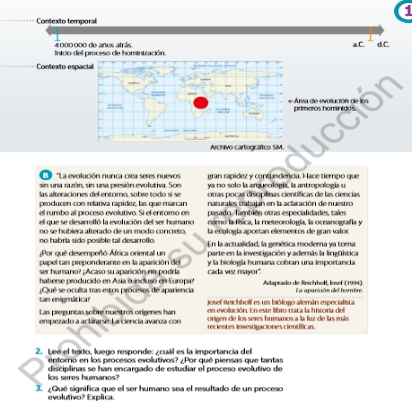 1
Contexto temporal
4 000 000 de años atrás.
Inicio del proceso de hominización.
a.C. d.C.
Contexto espacial
Área de evolución de los
primeros homínidos.
Archivo cartográfico SM.
B "La evolución nunca crea seres nuevos
sin una razón, sin una presión evolutiva. Son
las alteraciones del entorno, sobre todo si se
producen con relativa rapidez, las que marcan
el rumbo al proceso evolutivo. Si el entorno en
el que se desarrolló la evolución del ser humano
no se hubiera alterado de un modo concreto,
no habría sido posible tal desarrollo.
¿Por qué desempeñó África oriental un
papel tan preponderante en la aparición del
ser humano? ¿Acaso su aparición no podría
haberse producido en Asia o incluso en Europa?
¿Qué se oculta tras estos procesos de apariencia
tan enigmática?
Las preguntas sobre nuestros orígenes han
empezado a aclararse. La ciencia avanza con
gran rapidez y contundencia. Hace tiempo que
ya no solo la arqueología, la antropología u
otras pocas disciplinas científicas de las ciencias
naturales trabajan en la aclaración de nuestro
pasado. También otras especialidades, tales
como la física, la meteorología, la oceanografía y
la etología aportan elementos de gran valor.
En la actualidad, la genética moderna ya toma
parte en la investigación y además la lingüística
y la biología humana cobran una importancia
cada vez mayor".
Adaptado de Reichholf, Josef (1994).
La aparición del hombre.
Josef Reichholf es un biólogo alemán especialista
en evolución. En este libro trata la historia del
origen de los seres humanos a la luz de las más
recientes investigaciones científicas.
2. Lee el texto, luego responde: ¿cuál es la importancia del
entorno en los procesos evolutivos? ¿Por qué piensas que tantas
disciplinas se han encargado de estudiar el proceso evolutivo de
los seres humanos?
3. ¿Qué significa que el ser humano sea el resultado de un proceso
evolutivo? Explica.
Prohibida su reproducción